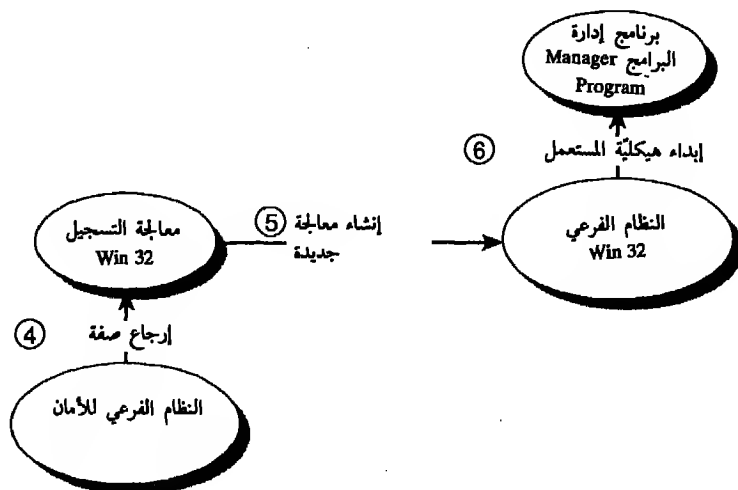 برنامج إدارة
البرامج Manager
Program
⑥ إبداء هيكليّة المستعمل
النظام الفرعي
Win 32
معالجة التسجيل
Win 32
⑤ إنشاء معالجة
جديدة
④ إرجاع صفة
النظام الفرعي للأمان